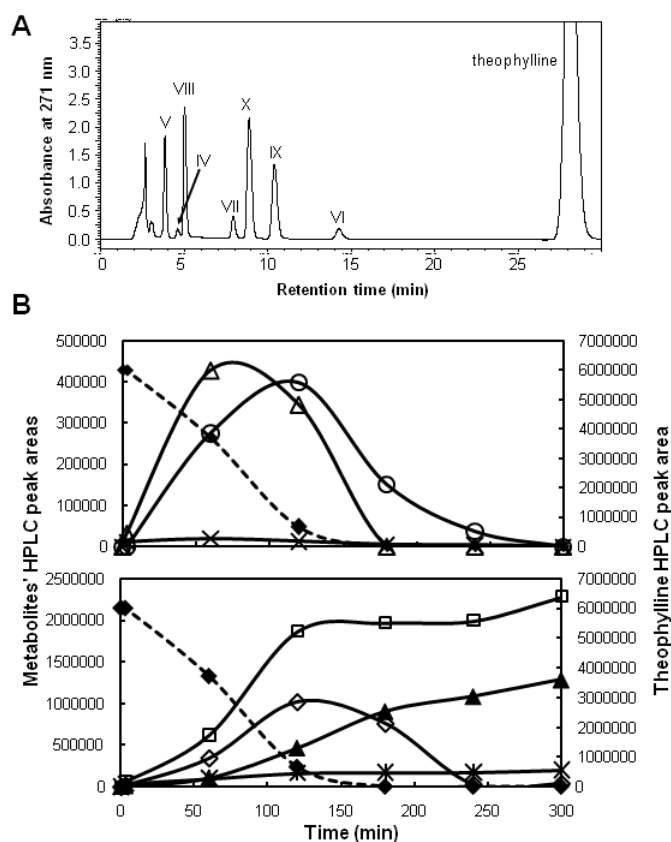 A
3.5
3.0
2.5
2.0
1.5
1.0
0.5
0.0
Absorbance at 271 nm
V
VIII
IV
VII
X
IX
VI
theophylline
0 5 10 15 20 25
Retention time (min)
B
500000
400000
300000
200000
100000
0
7000000
6000000
5000000
4000000
3000000
2000000
1000000
0
2500000
2000000
1500000
1000000
500000
0
7000000
6000000
5000000
4000000
3000000
2000000
1000000
0
Metabolites' HPLC peak areas
Theophylline HPLC peak area
0 50 100 150 200 250 300
Time (min)